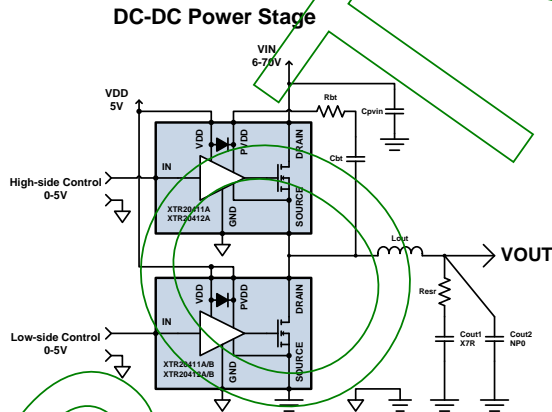 DC-DC Power Stage
VIN
6-70V
VDD
5V
Rbt
Cpvin
VDD
PVDD
DRAIN
Cbt
IN
High-side Control
0-5V
XTR20411A
XTR20412A
GND
SOURCE
Lout
VOUT
VDD
PVDD
DRAIN
Resr
IN
Low-side Control
0-5V
Cout1
X7R
Cout2
NP0
XTR20411A/B
XTR20412A/B
GND
SOURCE